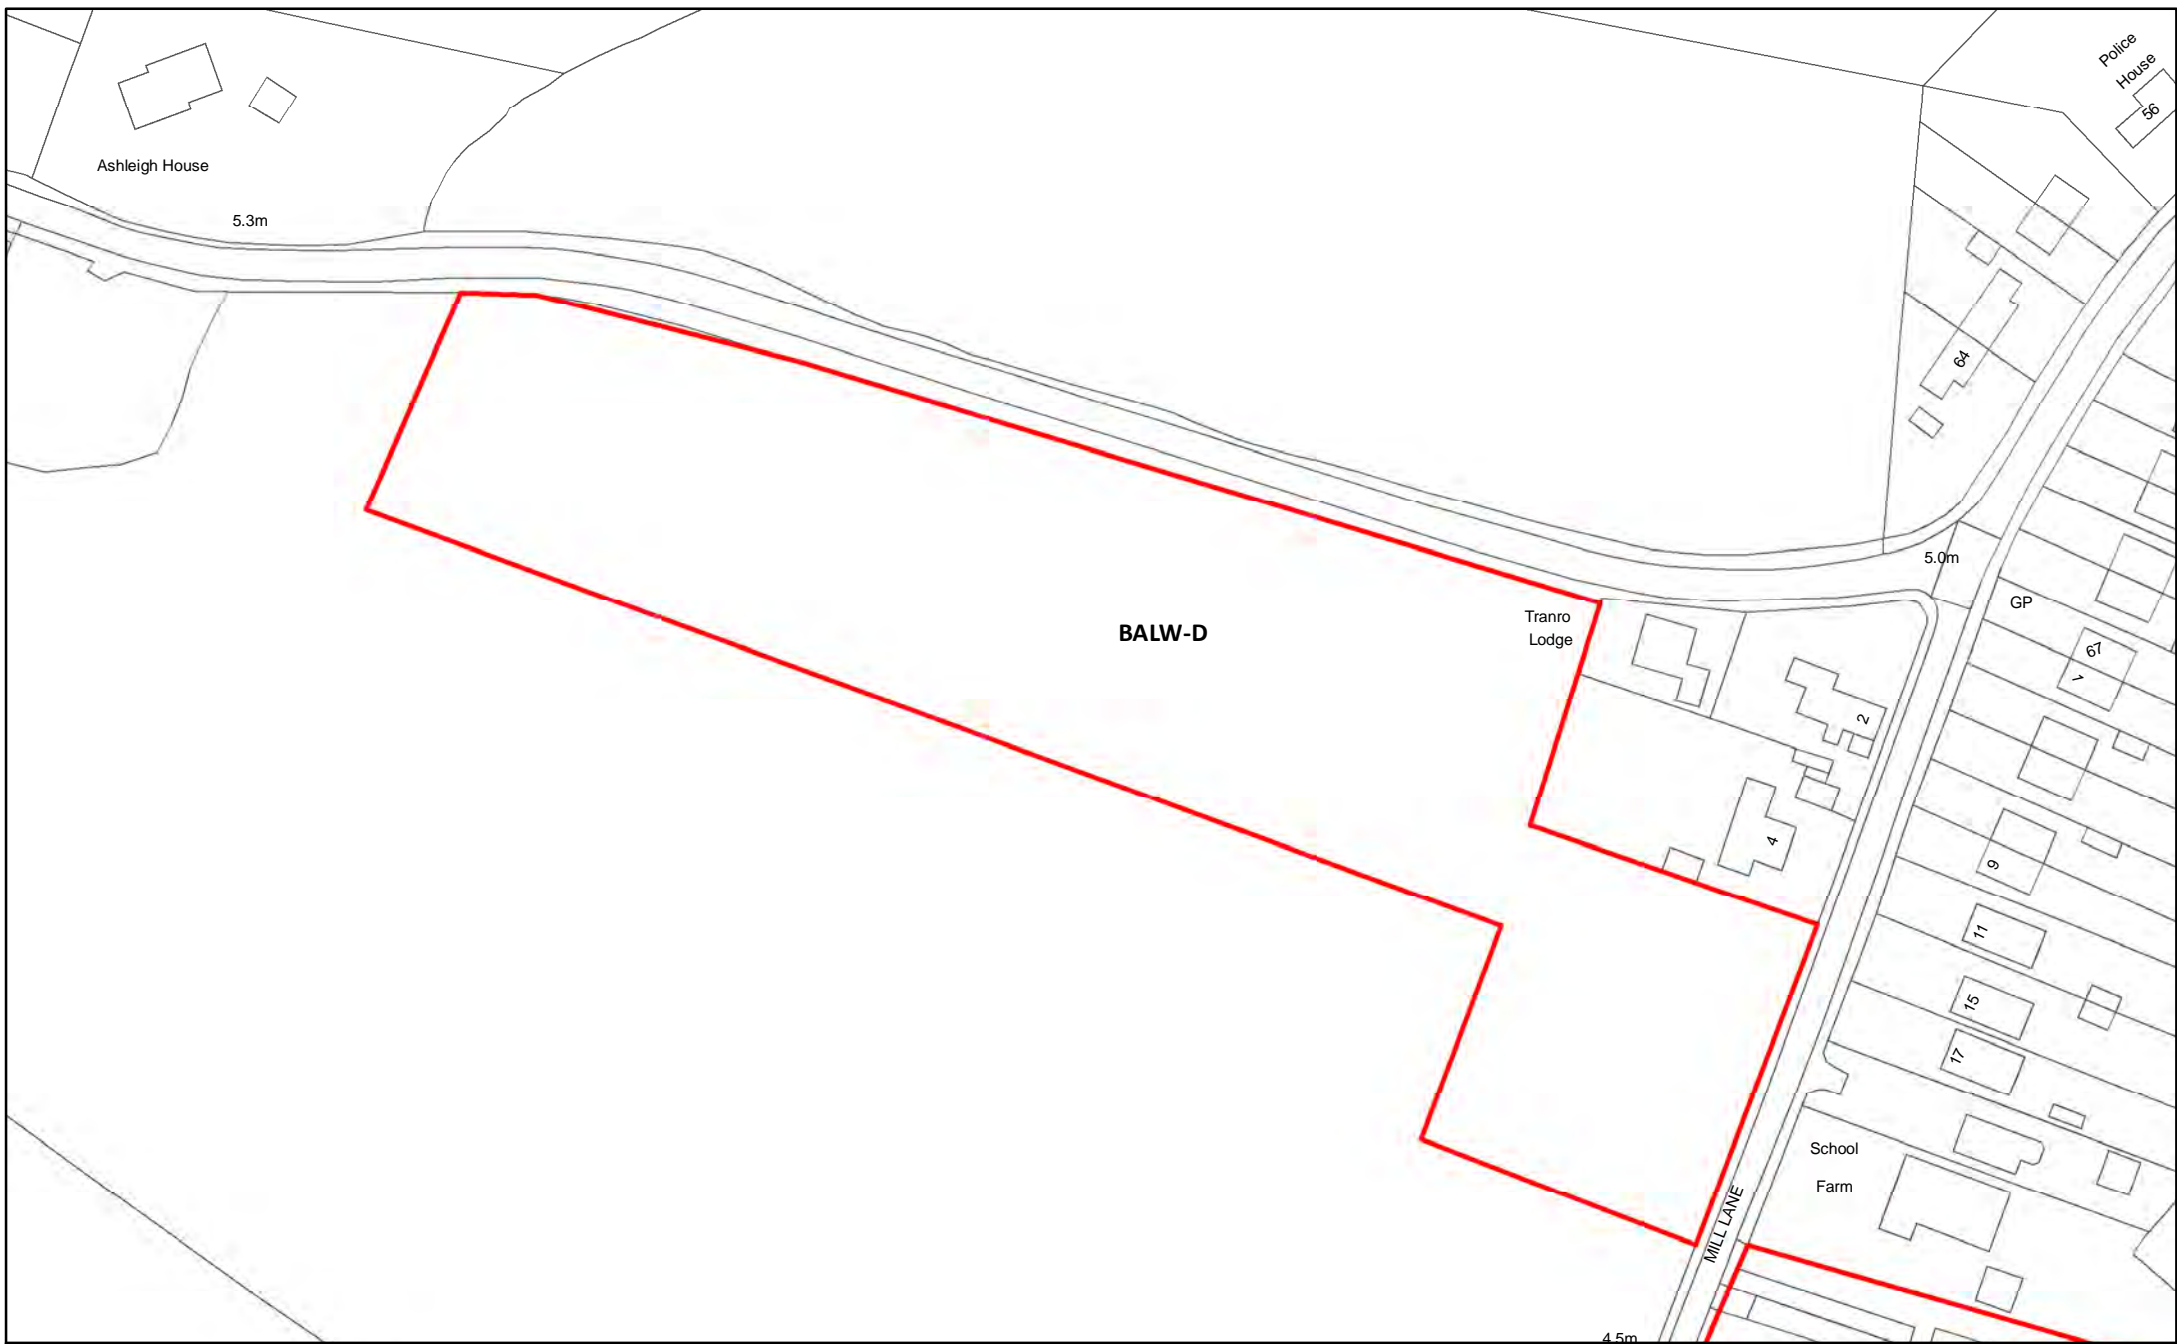 Police
House
56
Ashleigh House
5.3m
64
5.0m
GP
Tranro
Lodge
BALW-D
67
7
2
4
9
11
15
17
School
Farm
MILL LANE
4.5m